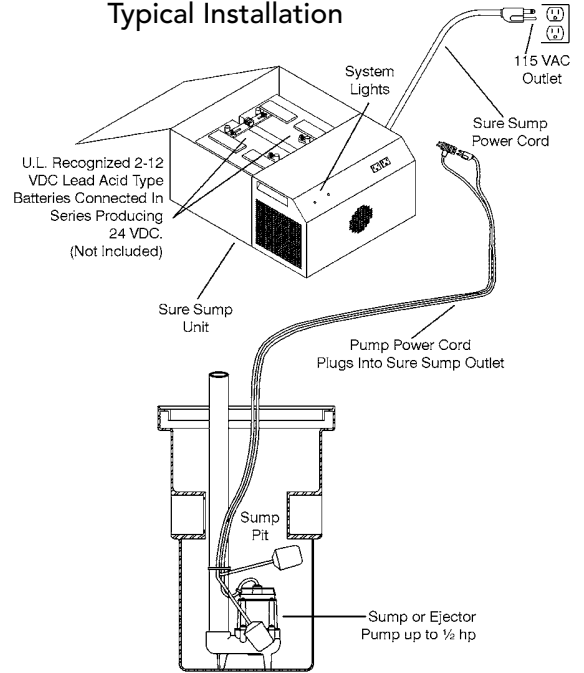 Typical Installation
115 VAC
Outlet
System
Lights
Sure Sump
Power Cord
U.L. Recognized 2-12
VDC Lead Acid Type
Batteries Connected In
Series Producing
24 VDC.
(Not Included)
Sure Sump
Unit
Pump Power Cord
Plugs Into Sure Sump Outlet
Sump
Pit
Sump or Ejector
Pump up to ½ hp